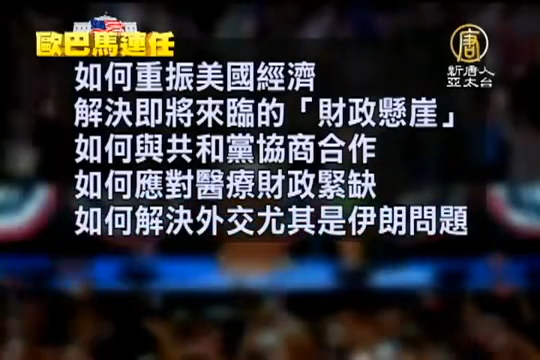 歐巴馬連任
唐
新唐人
亞太台
如何重振美國經濟
解決即將來臨的「財政懸崖」
如何與共和黨協商合作
如何應對醫療財政緊缺
如何解決外交尤其是伊朗問題